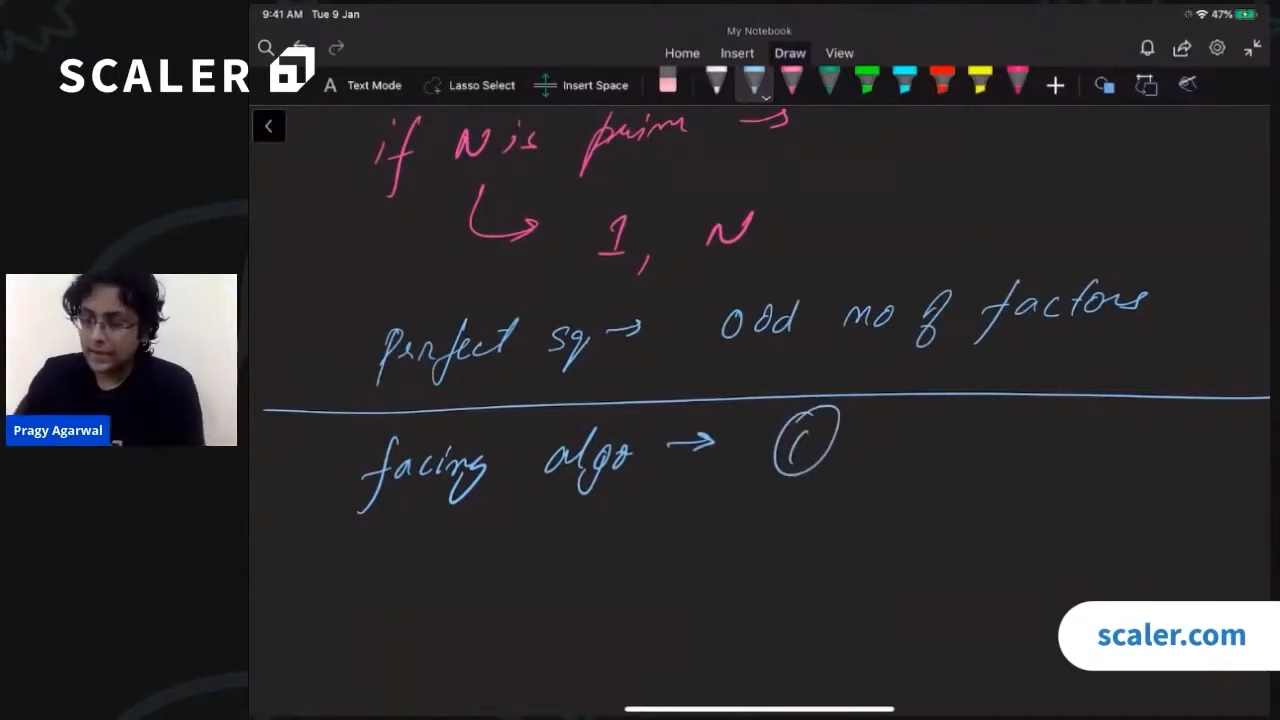 9:41 AM Tue 9 Jan
47%
My Notebook
Home Insert Draw View
SCALER
A Text Mode Lasso Select Insert Space
if N is prime →
1, N
Perfect sq → odd no of factors
facing algo →
Pragy Agarwal
scaler.com